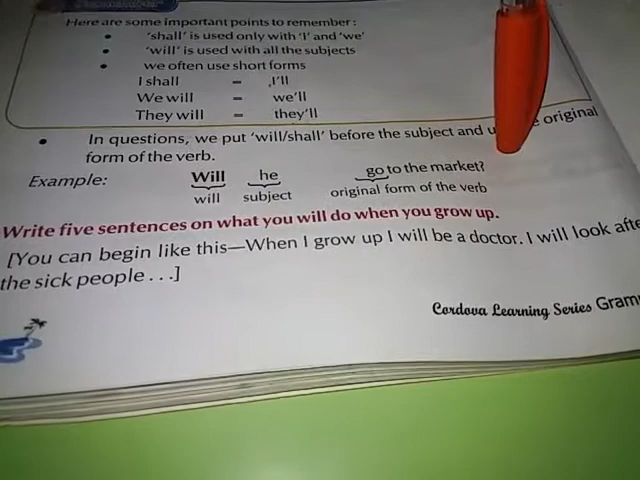 Here are some important points to remember :
• 'shall' is used only with 'I' and 'we'
• 'will' is used with all the subjects
• we often use short forms
I shall = I'll
We will = we'll
They will = they'll
• In questions, we put 'will/shall' before the subject and original
form of the verb.
Example: Will he go to the market?
will subject original form of the verb
Write five sentences on what you will do when you grow up.
[You can begin like this—When I grow up I will be a doctor. I will look
the sick people . . .]
Cordova Learning Series